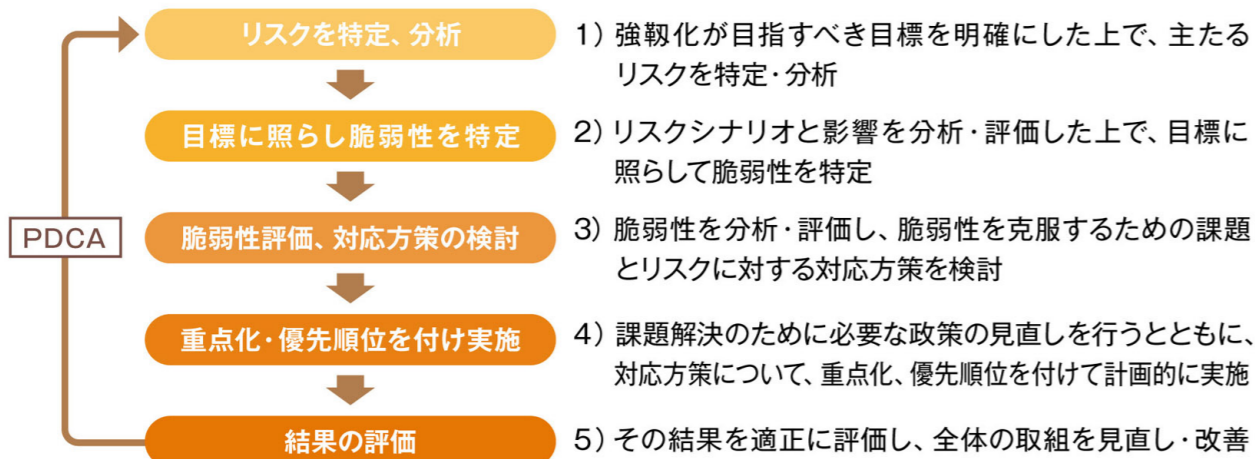 リスクを特定、分析
1）強靱化が目指すべき目標を明確にした上で、主たる
リスクを特定・分析
目標に照らし脆弱性を特定
2）リスクシナリオと影響を分析・評価した上で、目標に
照らして脆弱性を特定
PDCA
脆弱性評価、対応方策の検討
3）脆弱性を分析・評価し、脆弱性を克服するための課題
とリスクに対する対応方策を検討
重点化・優先順位を付け実施
4）課題解決のために必要な政策の見直しを行うとともに、
対応方策について、重点化、優先順位を付けて計画的に実施
結果の評価
5）その結果を適正に評価し、全体の取組を見直し・改善